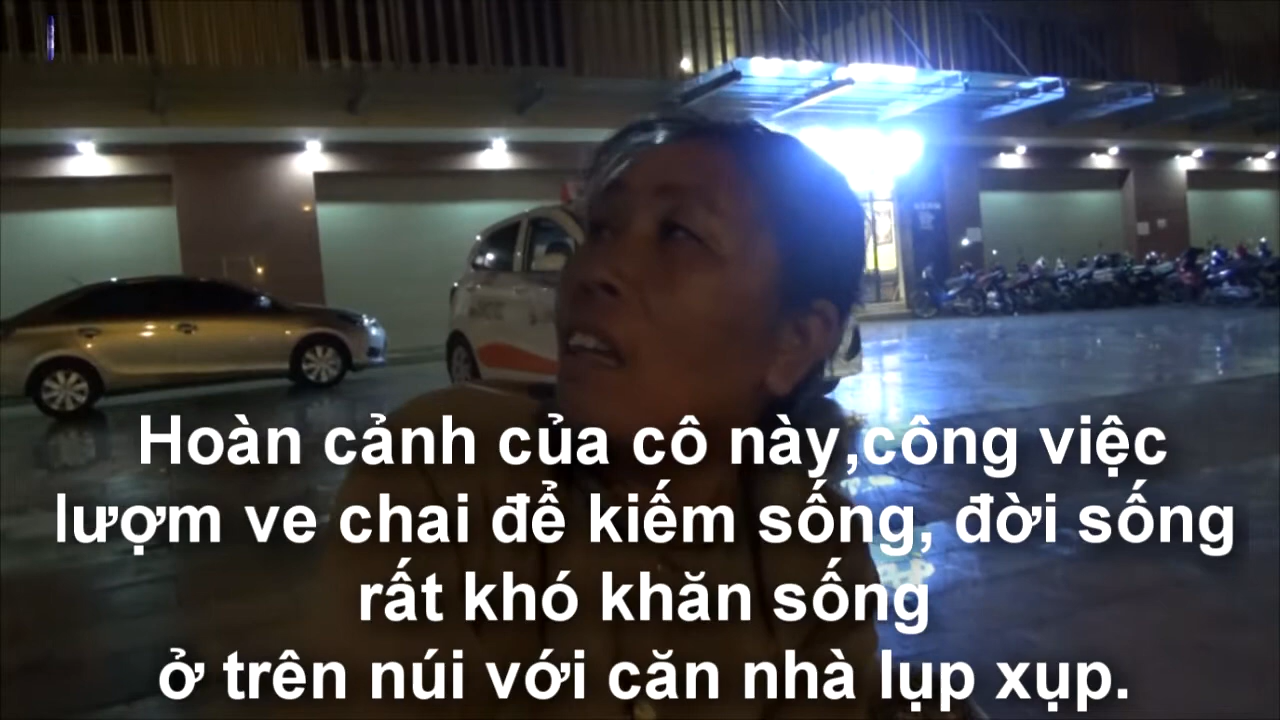 Hoàn cảnh của cô này,công việc
lượm ve chai để kiếm sống, đời sống
rất khó khăn sống
ở trên núi với căn nhà lụp xụp.